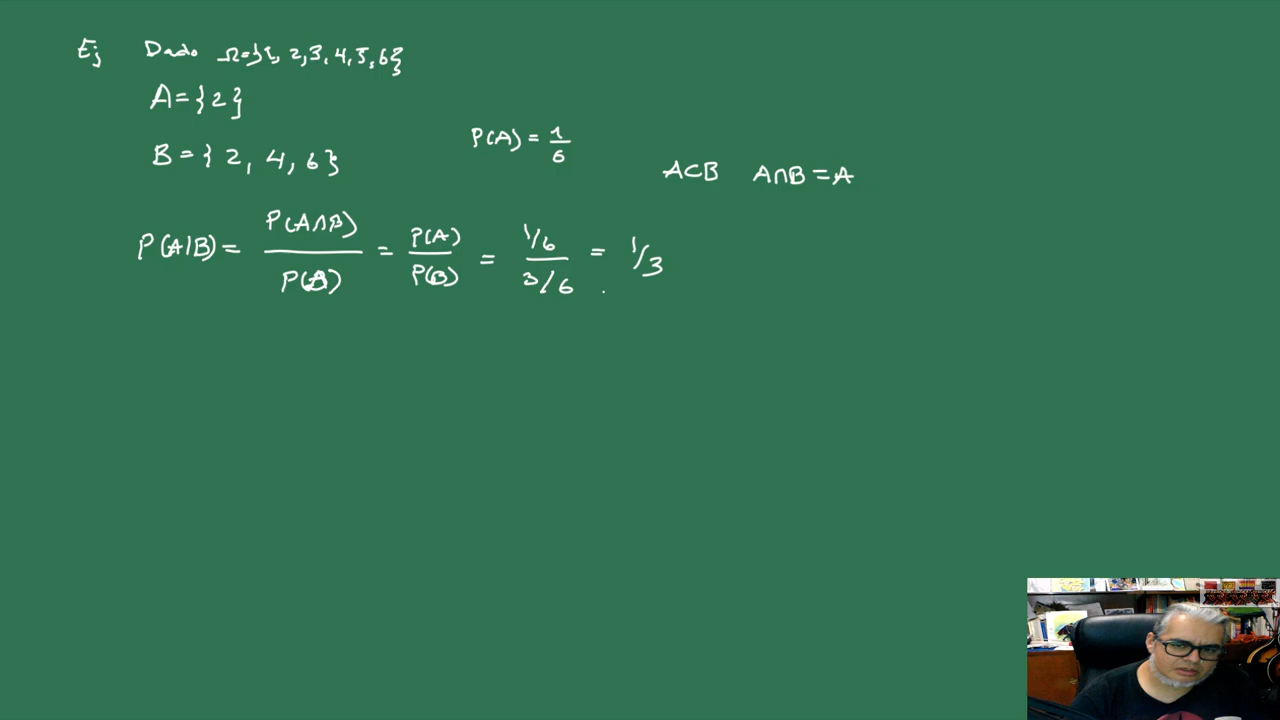 Ej Dado Ω={1, 2, 3, 4, 5, 6}
A = {2}
B = {2, 4, 6}
P(A) = 1/6
A⊂B A∩B = A
P(A|B) = P(A∩B)/P(B) = P(A)/P(B) = (1/6)/(3/6) = 1/3